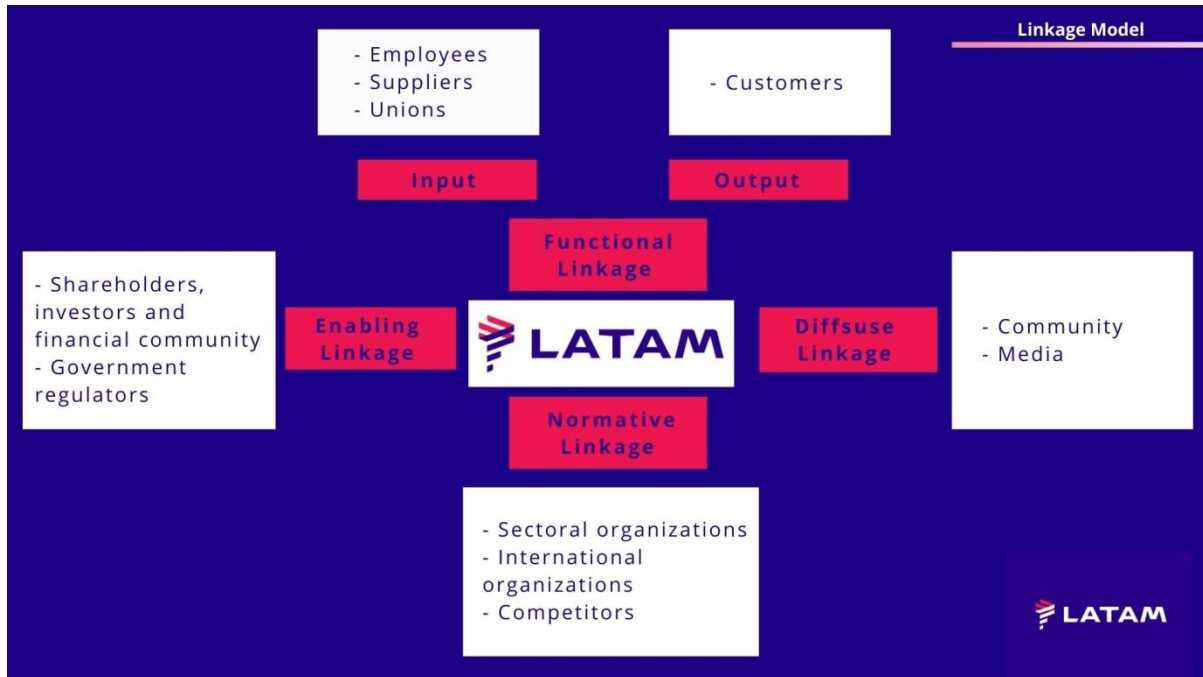 Linkage Model
- Employees
- Suppliers
- Unions
- Customers
Input
Output
Functional
Linkage
- Shareholders,
investors and
financial community
- Government
regulators
Enabling
Linkage
LATAM
Diffsuse
Linkage
- Community
- Media
Normative
Linkage
- Sectoral organizations
- International
organizations
- Competitors
LATAM